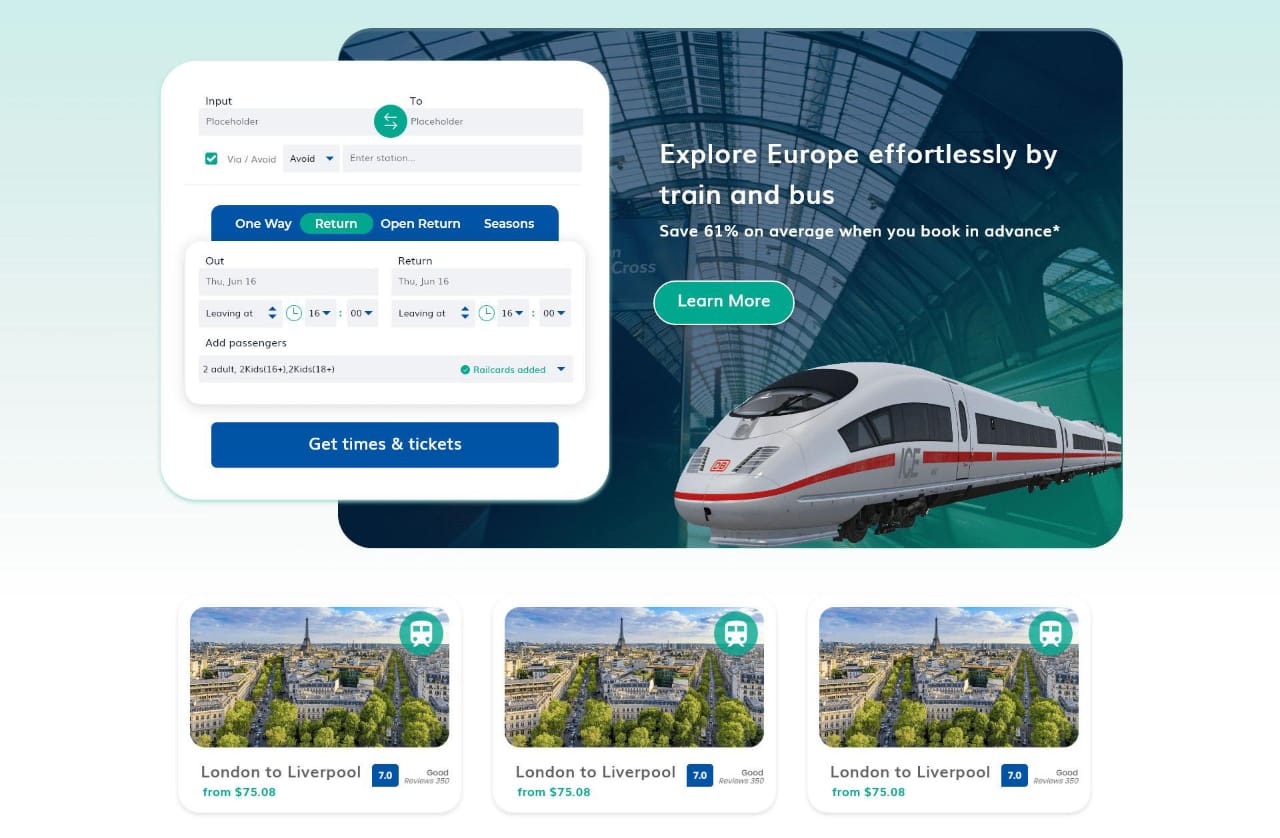 Input
To
Placeholder
Placeholder
Via / Avoid
Avoid
Enter station...
One Way
Return
Open Return
Seasons
Out
Return
Thu, Jun 16
Thu, Jun 16
Leaving at
16
:
00
Leaving at
16
:
00
Add passengers
2 adult, 2Kids(16+),2Kids(18+)
Railcards added
Get times & tickets
Explore Europe effortlessly by
train and bus
Save 61% on average when you book in advance*
Cross
Learn More
DB
ICE
London to Liverpool
7.0
Good
Reviews 350
from $75.08
London to Liverpool
7.0
Good
Reviews 350
from $75.08
London to Liverpool
7.0
Good
Reviews 350
from $75.08